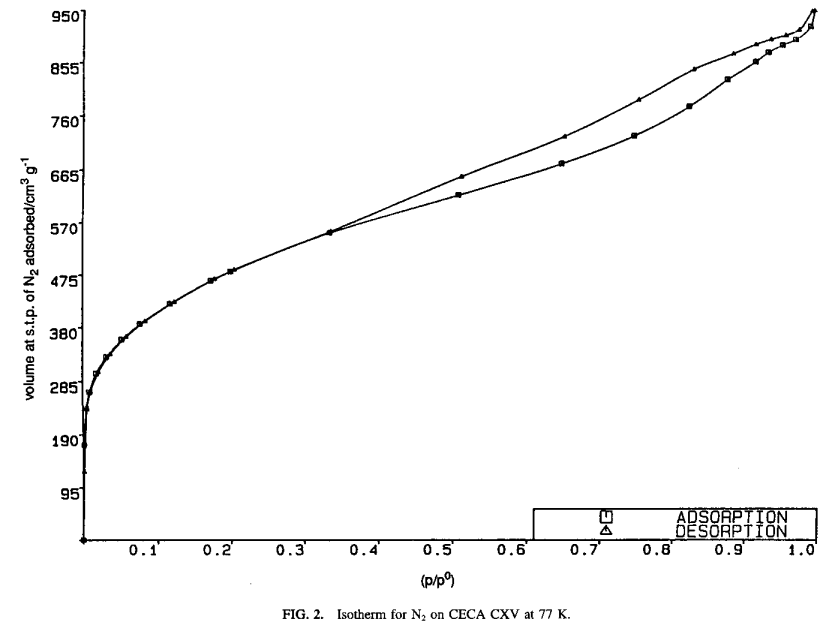 950
855
760
665
570
475
380
285
190
95
volume at s.t.p. of N₂ adsorbed/cm³ g⁻¹
ADSORPTION
DESORPTION
0.1 0.2 0.3 0.4 0.5 0.6 0.7 0.8 0.9 1.0
(p/p⁰)
FIG. 2. Isotherm for N₂ on CECA CXV at 77 K.